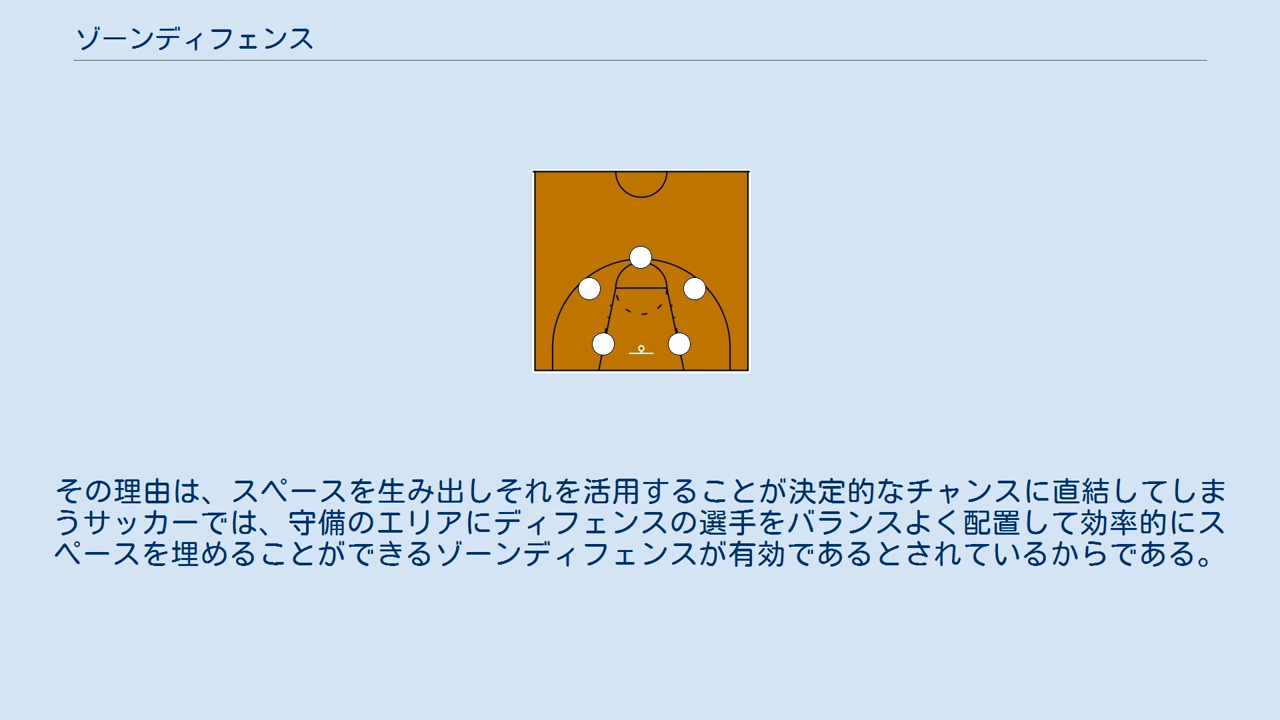 ゾーンディフェンス
その理由は、スペースを生み出しそれを活用することが決定的なチャンスに直結してしま
うサッカーでは、守備のエリアにディフェンスの選手をバランスよく配置して効率的にス
ペースを埋めることができるゾーンディフェンスが有効であるとされているからである。